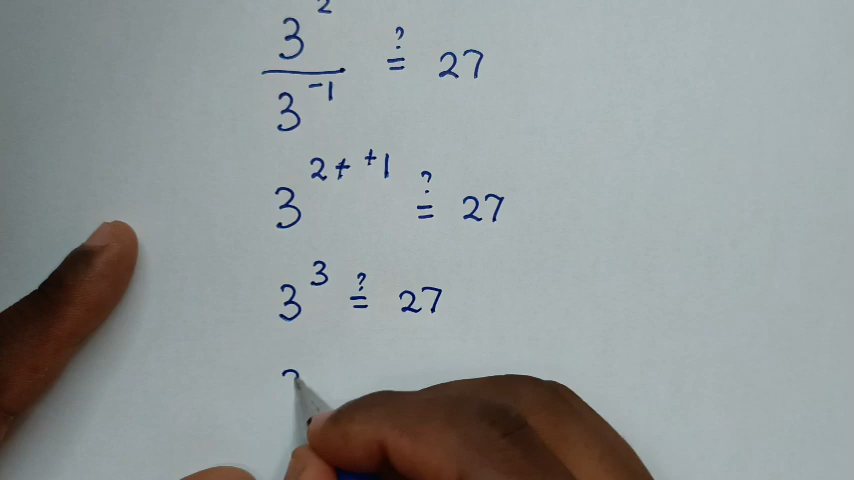 3^2 / 3^-1 ≟ 27
3^2+ +1 ≟ 27
3^3 ≟ 27